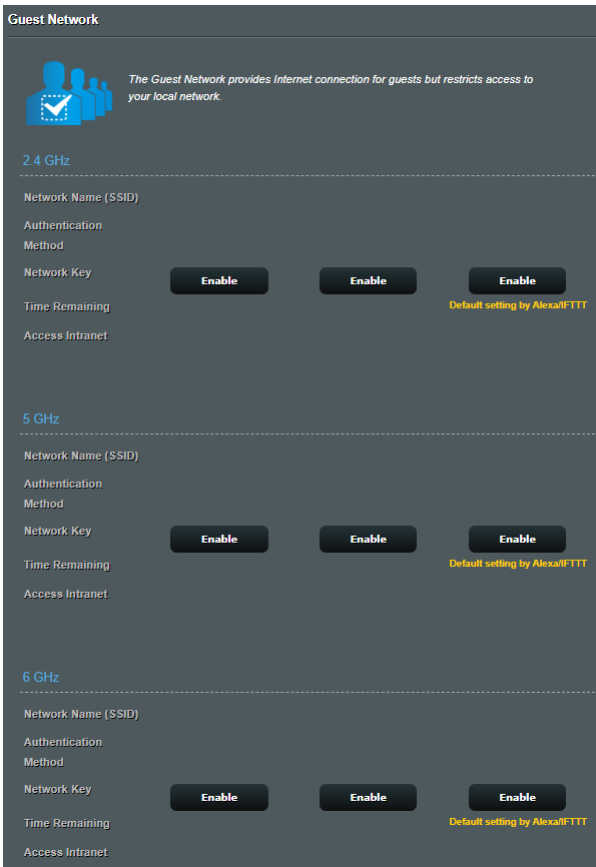 Guest Network
The Guest Network provides Internet connection for guests but restricts access to
your local network.
2.4 GHz
Network Name (SSID)
Authentication
Method
Network Key
Enable Enable Enable
Time Remaining
Default setting by Alexa/IFTTT
Access Intranet
5 GHz
Network Name (SSID)
Authentication
Method
Network Key
Enable Enable Enable
Time Remaining
Default setting by Alexa/IFTTT
Access Intranet
6 GHz
Network Name (SSID)
Authentication
Method
Network Key
Enable Enable Enable
Time Remaining
Default setting by Alexa/IFTTT
Access Intranet